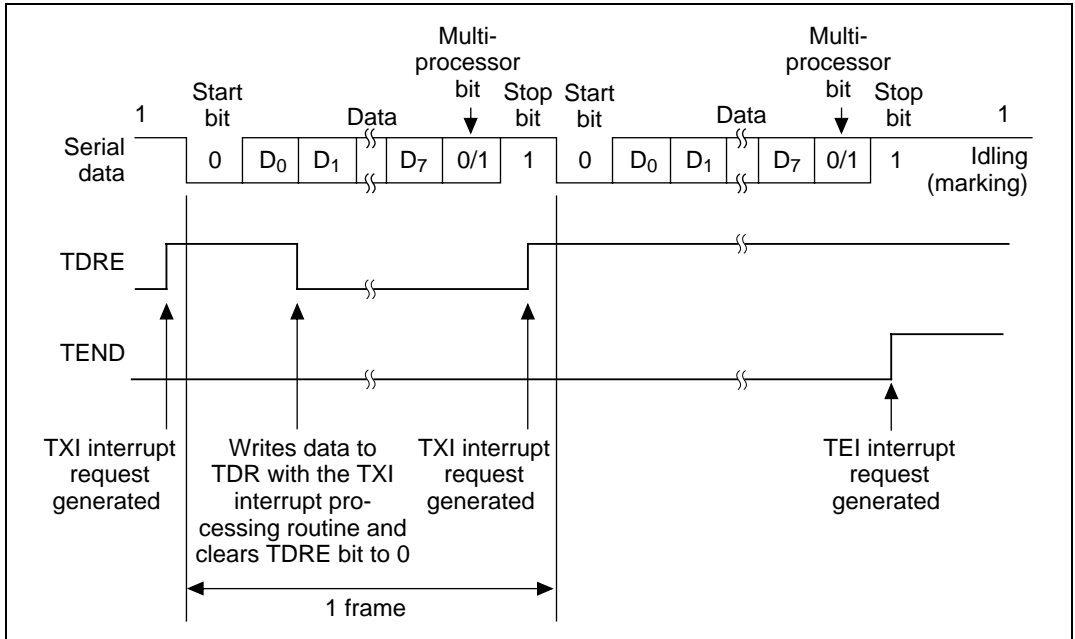 Multi-
processor
bit
Multi-
processor
bit
1
Start
bit
Data
Stop
bit
Start
bit
Data
Stop
bit
1
Serial
data
0 D0 D1 D7 0/1 1 0 D0 D1 D7 0/1 1
Idling
(marking)
TDRE
TEND
TXI interrupt
request
generated
Writes data to
TDR with the TXI
interrupt pro-
cessing routine and
clears TDRE bit to 0
TXI interrupt
request
generated
TEI interrupt
request
generated
1 frame